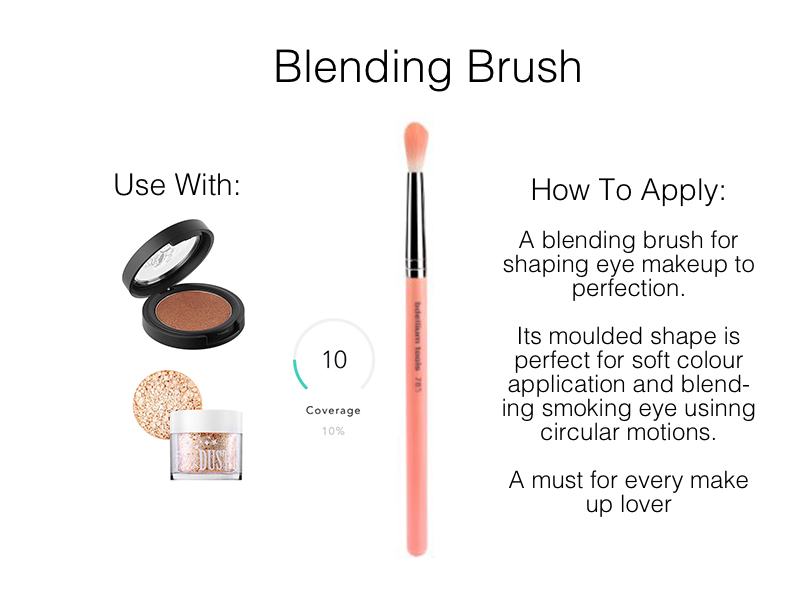 Blending Brush
Use With:
How To Apply:
A blending brush for
shaping eye makeup to
perfection.
Its moulded shape is
perfect for soft colour
application and blend-
ing smoking eye usinng
circular motions.
A must for every make
up lover
10
Coverage
10%
bdellium tools 785
DUST